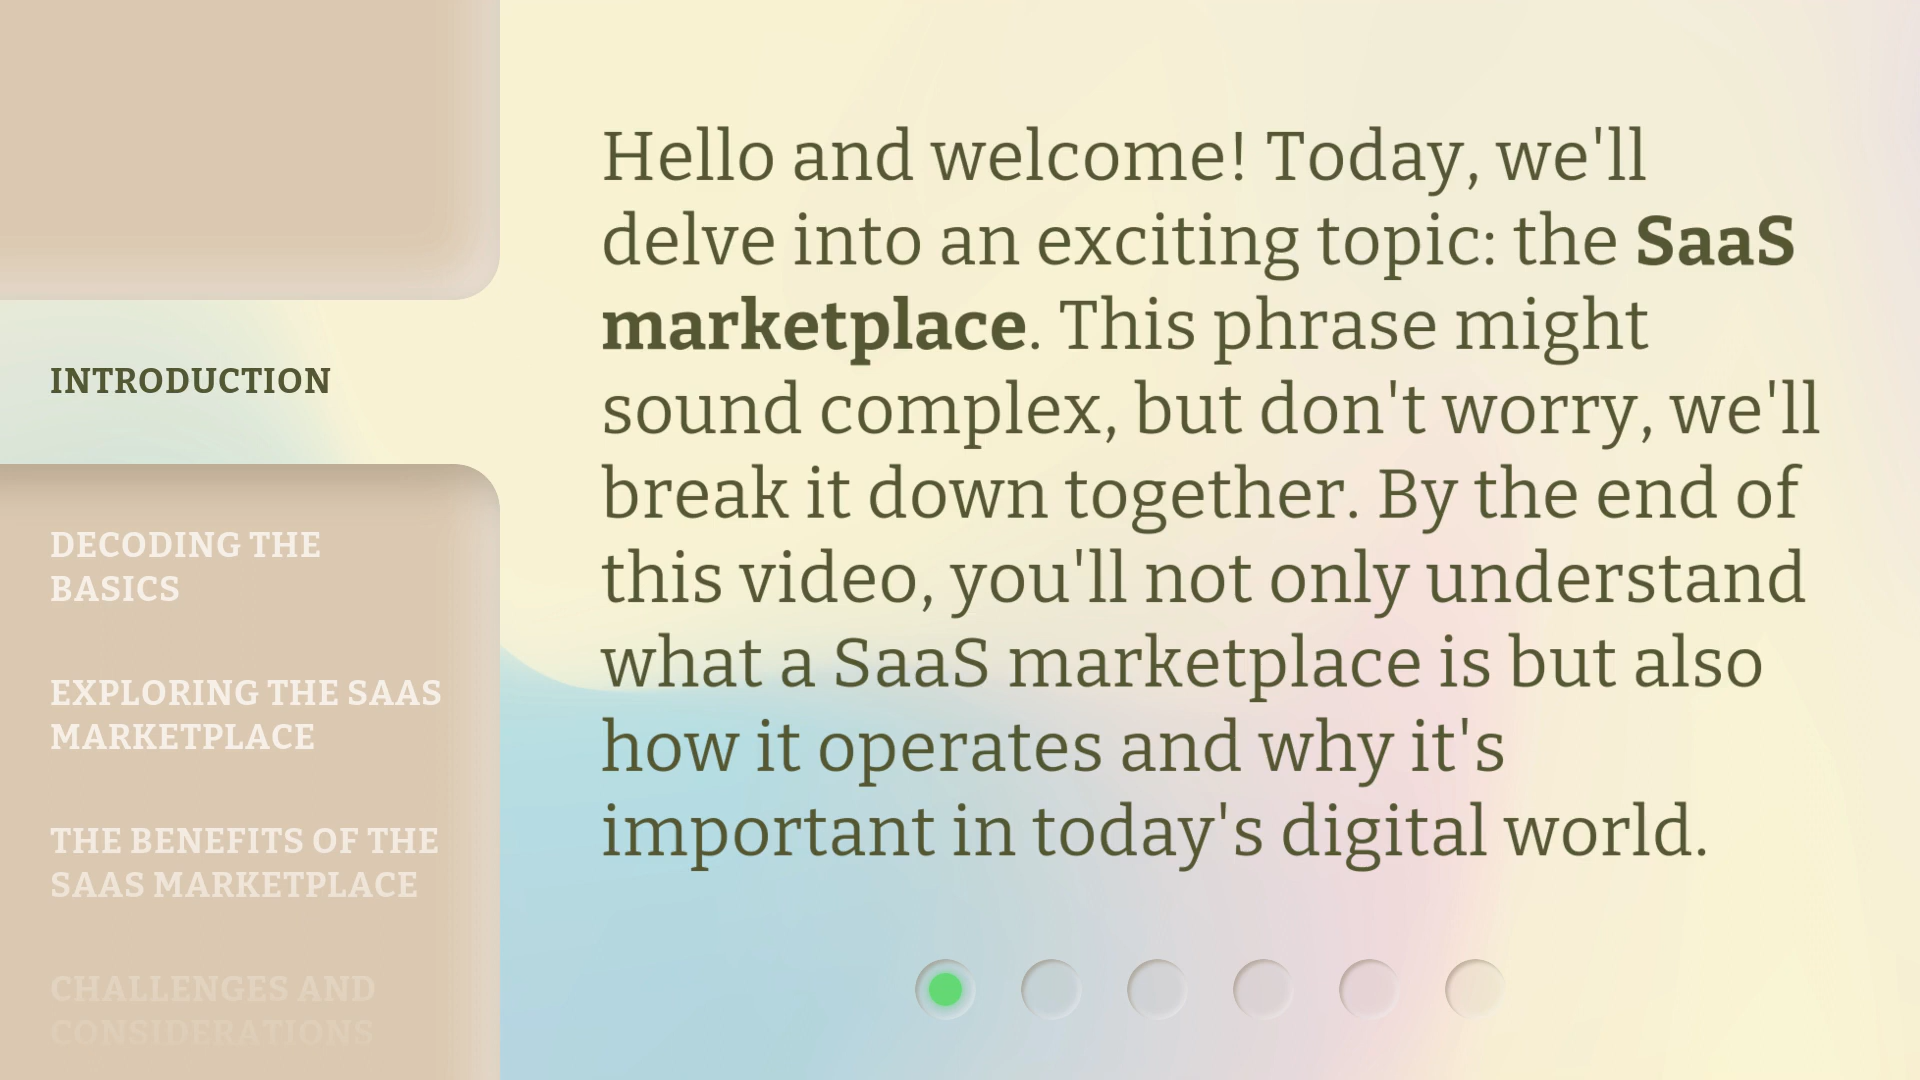 INTRODUCTION
DECODING THE
BASICS
EXPLORING THE SAAS
MARKETPLACE
THE BENEFITS OF THE
SAAS MARKETPLACE
CHALLENGES AND
CONSIDERATIONS
Hello and welcome! Today, we'll
delve into an exciting topic: the SaaS
marketplace. This phrase might
sound complex, but don't worry, we'll
break it down together. By the end of
this video, you'll not only understand
what a SaaS marketplace is but also
how it operates and why it's
important in today's digital world.